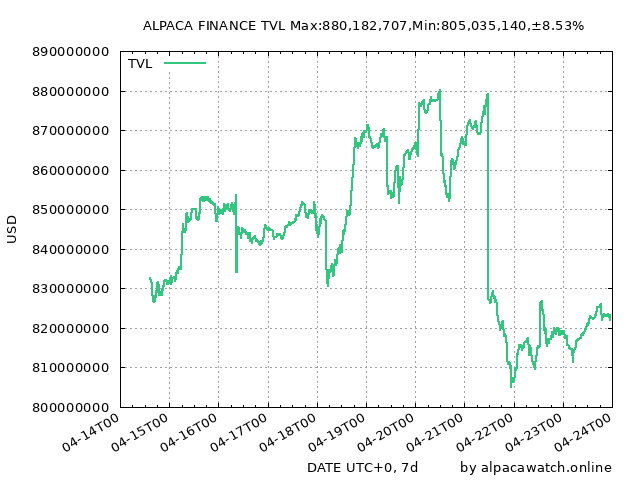 ALPACA FINANCE TVL Max:880,182,707,Min:805,035,140,±8.53%
TVL
890000000
880000000
870000000
860000000
850000000
840000000
830000000
820000000
810000000
800000000
USD
04-14T00
04-15T00
04-16T00
04-17T00
04-18T00
04-19T00
04-20T00
04-21T00
04-22T00
04-23T00
04-24T00
DATE UTC+0, 7d
by alpacawatch.online